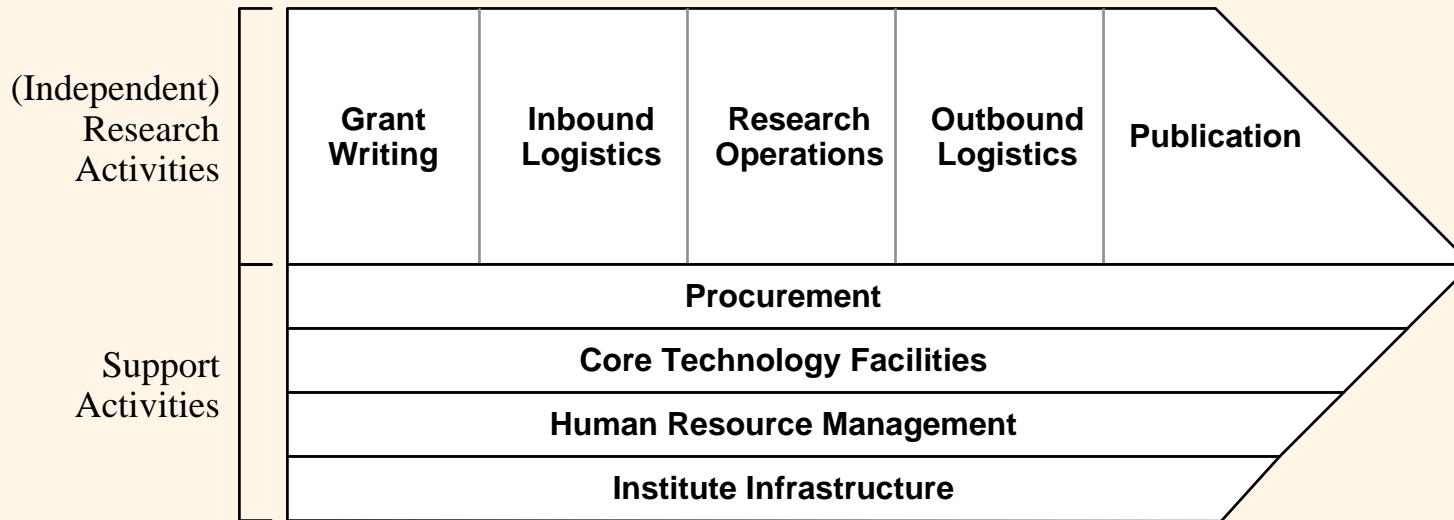 (Independent)
Research
Activities
Grant
Writing
Inbound
Logistics
Research
Operations
Outbound
Logistics
Publication
Support
Activities
Procurement
Core Technology Facilities
Human Resource Management
Institute Infrastructure